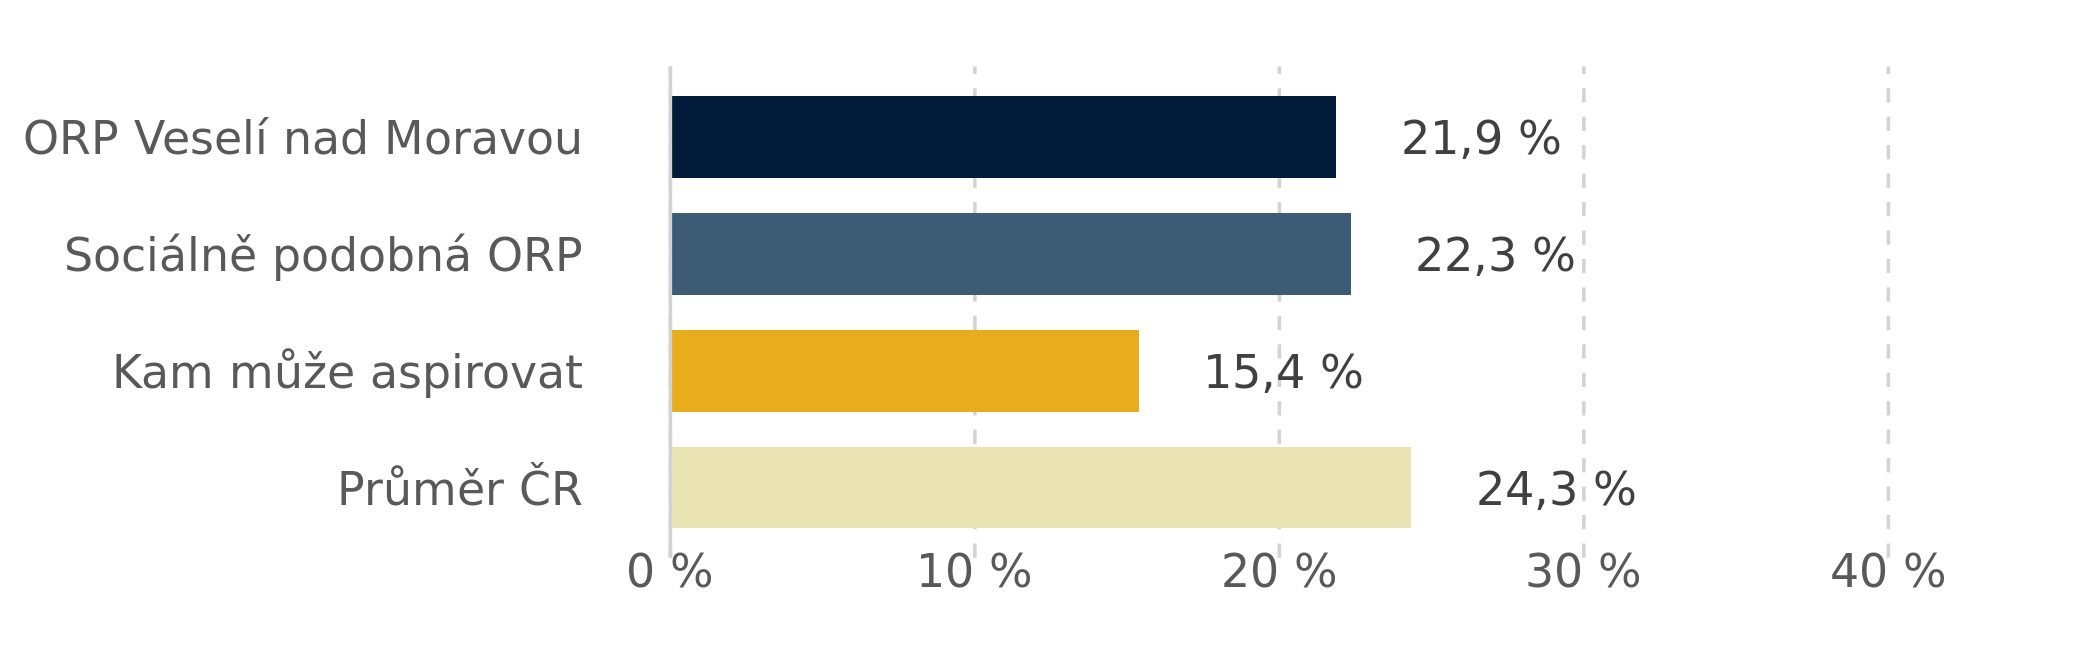 ORP Veselí nad Moravou 21,9 %
Sociálně podobná ORP 22,3 %
Kam může aspirovat 15,4 %
Průměr ČR 24,3 %
0 % 10 % 20 % 30 % 40 %